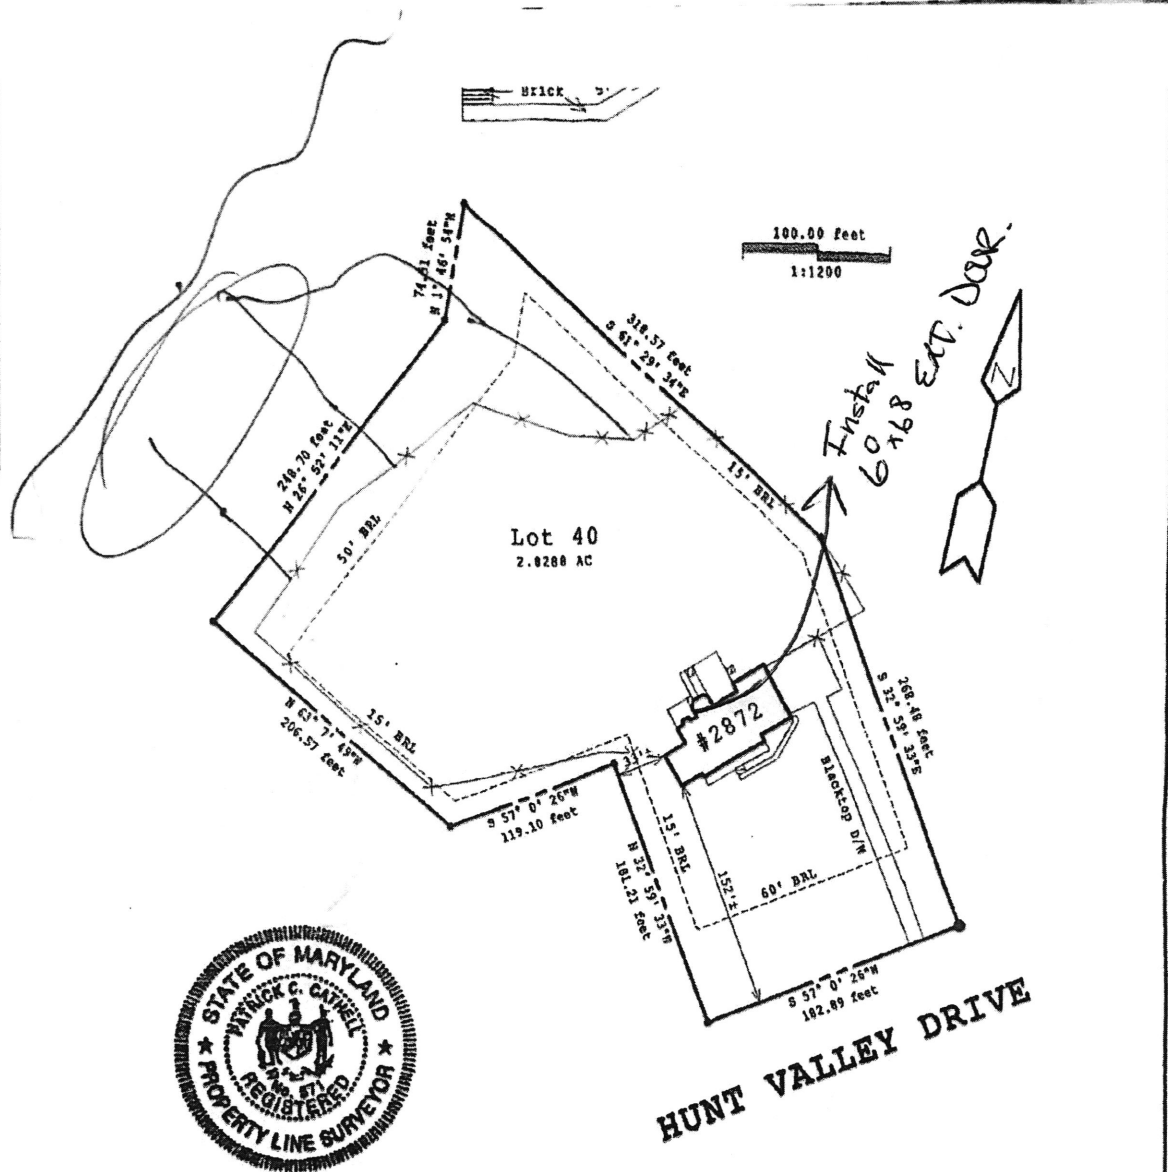 Brick
74.61 feet
N 1° 46' 54"W
100.00 feet
1:1200
318.57 feet
S 61° 29' 34"E
Install
60 x 68 EXT. Door.
N
248.70 feet
N 26° 52' 11"E
50' BRL
15' BRL
Lot 40
2.8288 AC
N 63° 7' 49"W
206.57 feet
15' BRL
#2872
268.48 feet
S 32° 59' 33"E
Blacktop D/W
S 57° 0' 26"W
119.10 feet
N 32° 59' 33"W
181.21 feet
15' BRL
152'±
60' BRL
S 57° 0' 26"W
182.89 feet
HUNT VALLEY DRIVE
STATE OF MARYLAND
PATRICK C. CATHELL
R NO. 571
REGISTERED
PROPERTY LINE SURVEYOR